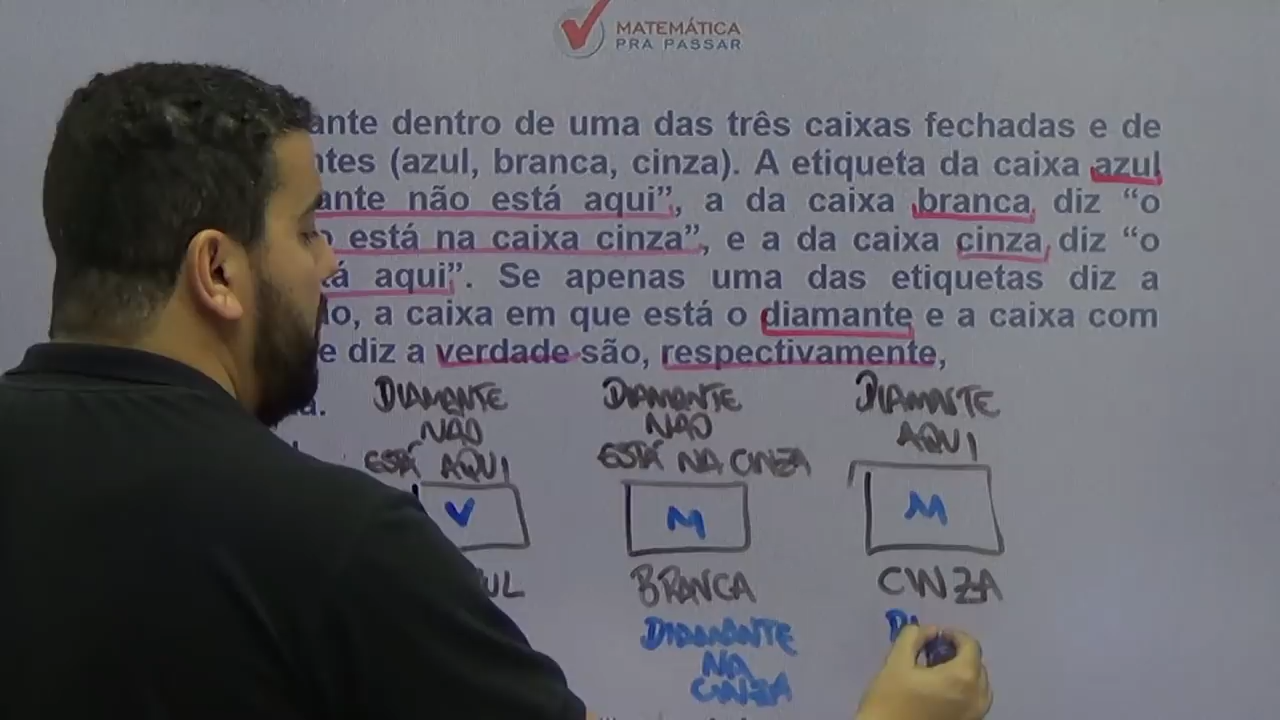 MATEMÁTICA
PRA PASSAR
ante dentro de uma das três caixas fechadas e de
ntes (azul, branca, cinza). A etiqueta da caixa azul
ante não está aqui”, a da caixa branca, diz “o
está na caixa cinza”, e a da caixa cinza, diz “o
tá aqui”. Se apenas uma das etiquetas diz a
o, a caixa em que está o diamante e a caixa com
e diz a verdade são, respectivamente,
a.
DIAMANTE NÃO ESTÁ AQUI
DIAMANTE NÃO ESTÁ NA CINZA
DIAMANTE AQUI
V
M
M
UL
BRANCA
CINZA
DIAMANTE NA CINZA
DI